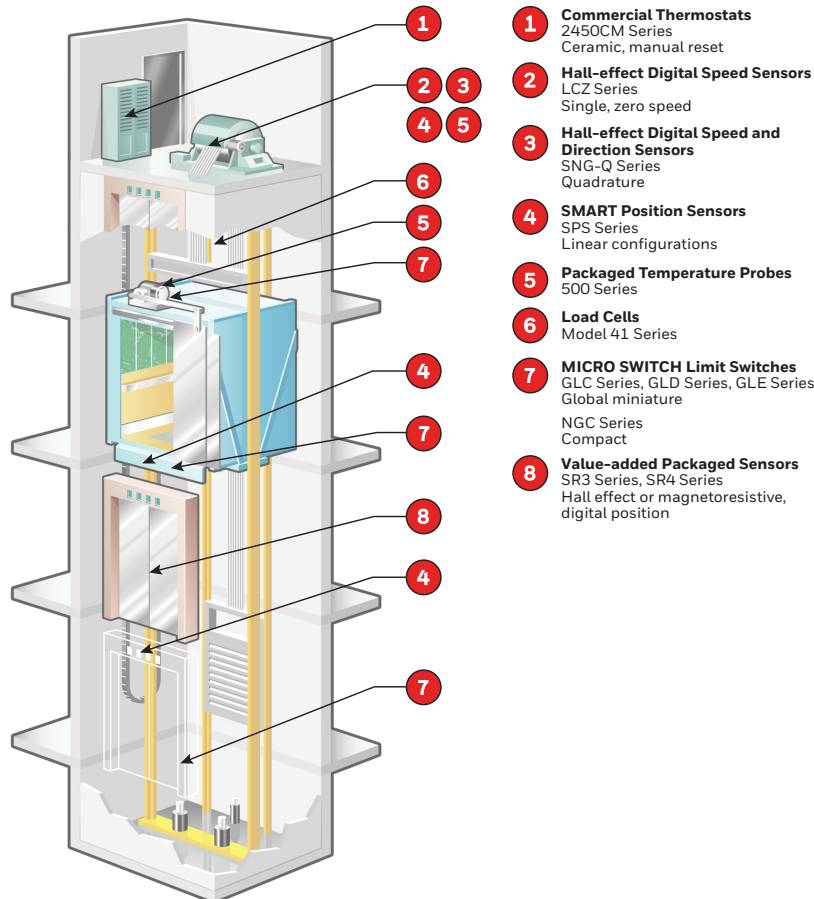 1
2 3
4 5
6
5
7
4
7
8
4
7
1 Commercial Thermostats
2450CM Series
Ceramic, manual reset
2 Hall-effect Digital Speed Sensors
LCZ Series
Single, zero speed
3 Hall-effect Digital Speed and
Direction Sensors
SNG-Q Series
Quadrature
4 SMART Position Sensors
SPS Series
Linear configurations
5 Packaged Temperature Probes
500 Series
6 Load Cells
Model 41 Series
7 MICRO SWITCH Limit Switches
GLC Series, GLD Series, GLE Series
Global miniature
NGC Series
Compact
8 Value-added Packaged Sensors
SR3 Series, SR4 Series
Hall effect or magnetoresistive,
digital position